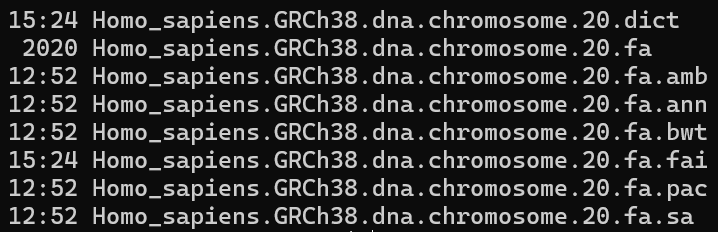 15:24 Homo_sapiens.GRCh38.dna.chromosome.20.dict
2020 Homo_sapiens.GRCh38.dna.chromosome.20.fa
12:52 Homo_sapiens.GRCh38.dna.chromosome.20.fa.amb
12:52 Homo_sapiens.GRCh38.dna.chromosome.20.fa.ann
12:52 Homo_sapiens.GRCh38.dna.chromosome.20.fa.bwt
15:24 Homo_sapiens.GRCh38.dna.chromosome.20.fa.fai
12:52 Homo_sapiens.GRCh38.dna.chromosome.20.fa.pac
12:52 Homo_sapiens.GRCh38.dna.chromosome.20.fa.sa